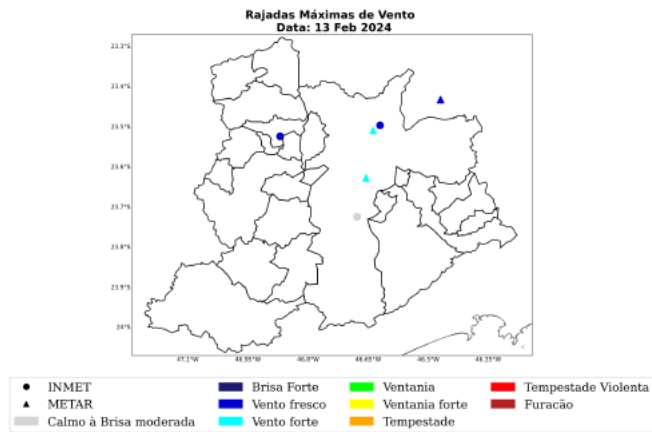 Rajadas Máximas de Vento
Data: 13 Feb 2024
23.3°S
23.4°S
23.5°S
23.6°S
23.7°S
23.8°S
23.9°S
24°S
47.1°W
46.95°W
46.8°W
46.65°W
46.5°W
46.35°W
INMET
METAR
Calmo à Brisa moderada
Brisa Forte
Vento fresco
Vento forte
Ventania
Ventania forte
Tempestade
Tempestade Violenta
Furacão